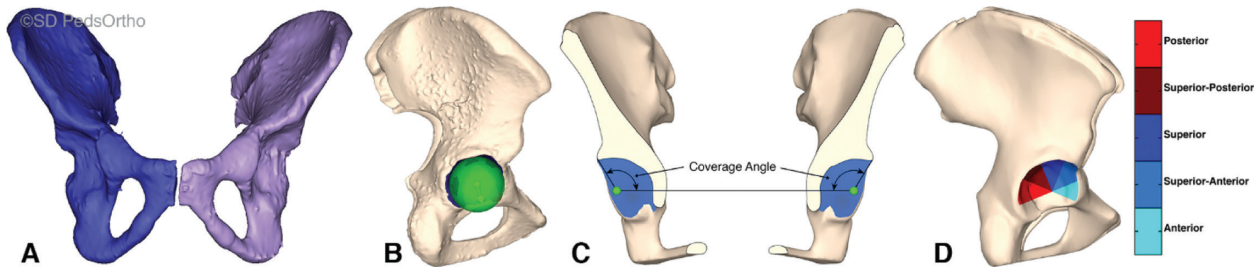 ©SD PedsOrtho
A
B
C
Coverage Angle
D
Posterior
Superior-Posterior
Superior
Superior-Anterior
Anterior